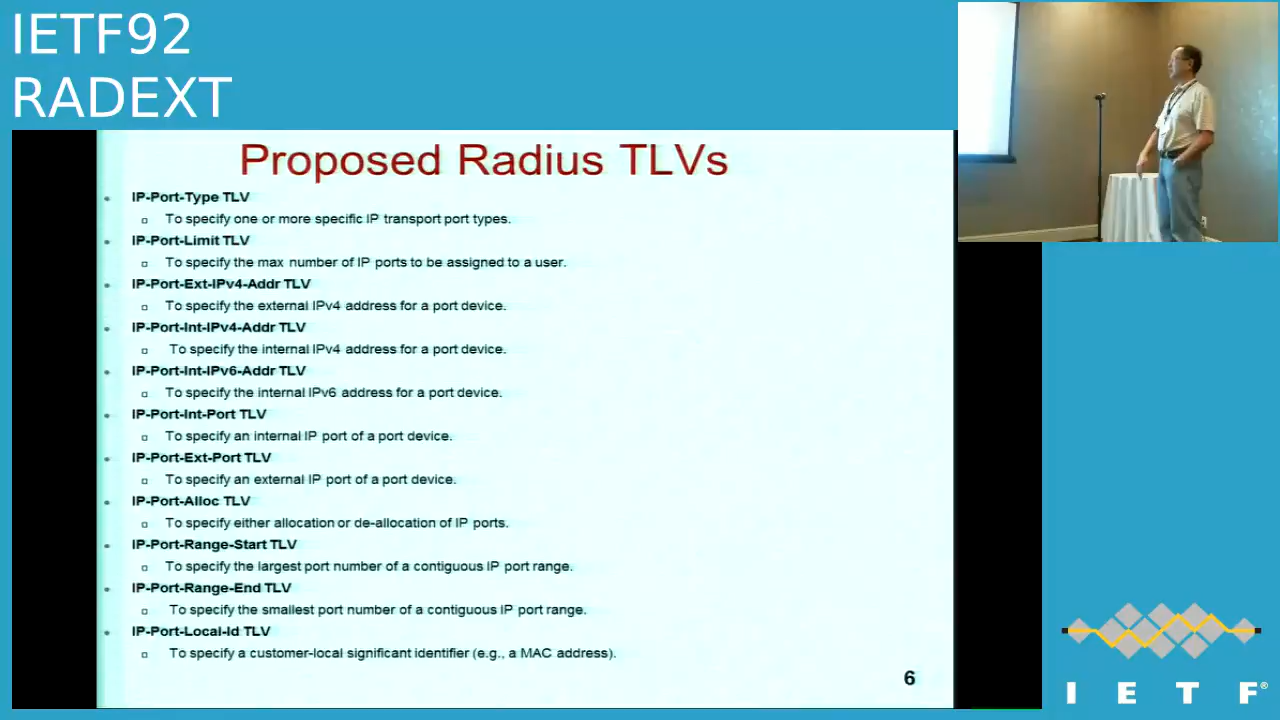 IETF92
RADEXT
Proposed Radius TLVs
IP-Port-Type TLV
To specify one or more specific IP transport port types.
IP-Port-Limit TLV
To specify the max number of IP ports to be assigned to a user.
IP-Port-Ext-IPv4-Addr TLV
To specify the external IPv4 address for a port device.
IP-Port-Int-IPv4-Addr TLV
To specify the internal IPv4 address for a port device.
IP-Port-Int-IPv6-Addr TLV
To specify the internal IPv6 address for a port device.
IP-Port-Int-Port TLV
To specify an internal IP port of a port device.
IP-Port-Ext-Port TLV
To specify an external IP port of a port device.
IP-Port-Alloc TLV
To specify either allocation or de-allocation of IP ports.
IP-Port-Range-Start TLV
To specify the largest port number of a contiguous IP port range.
IP-Port-Range-End TLV
To specify the smallest port number of a contiguous IP port range.
IP-Port-Local-Id TLV
To specify a customer-local significant identifier (e.g., a MAC address).
6
IETF®